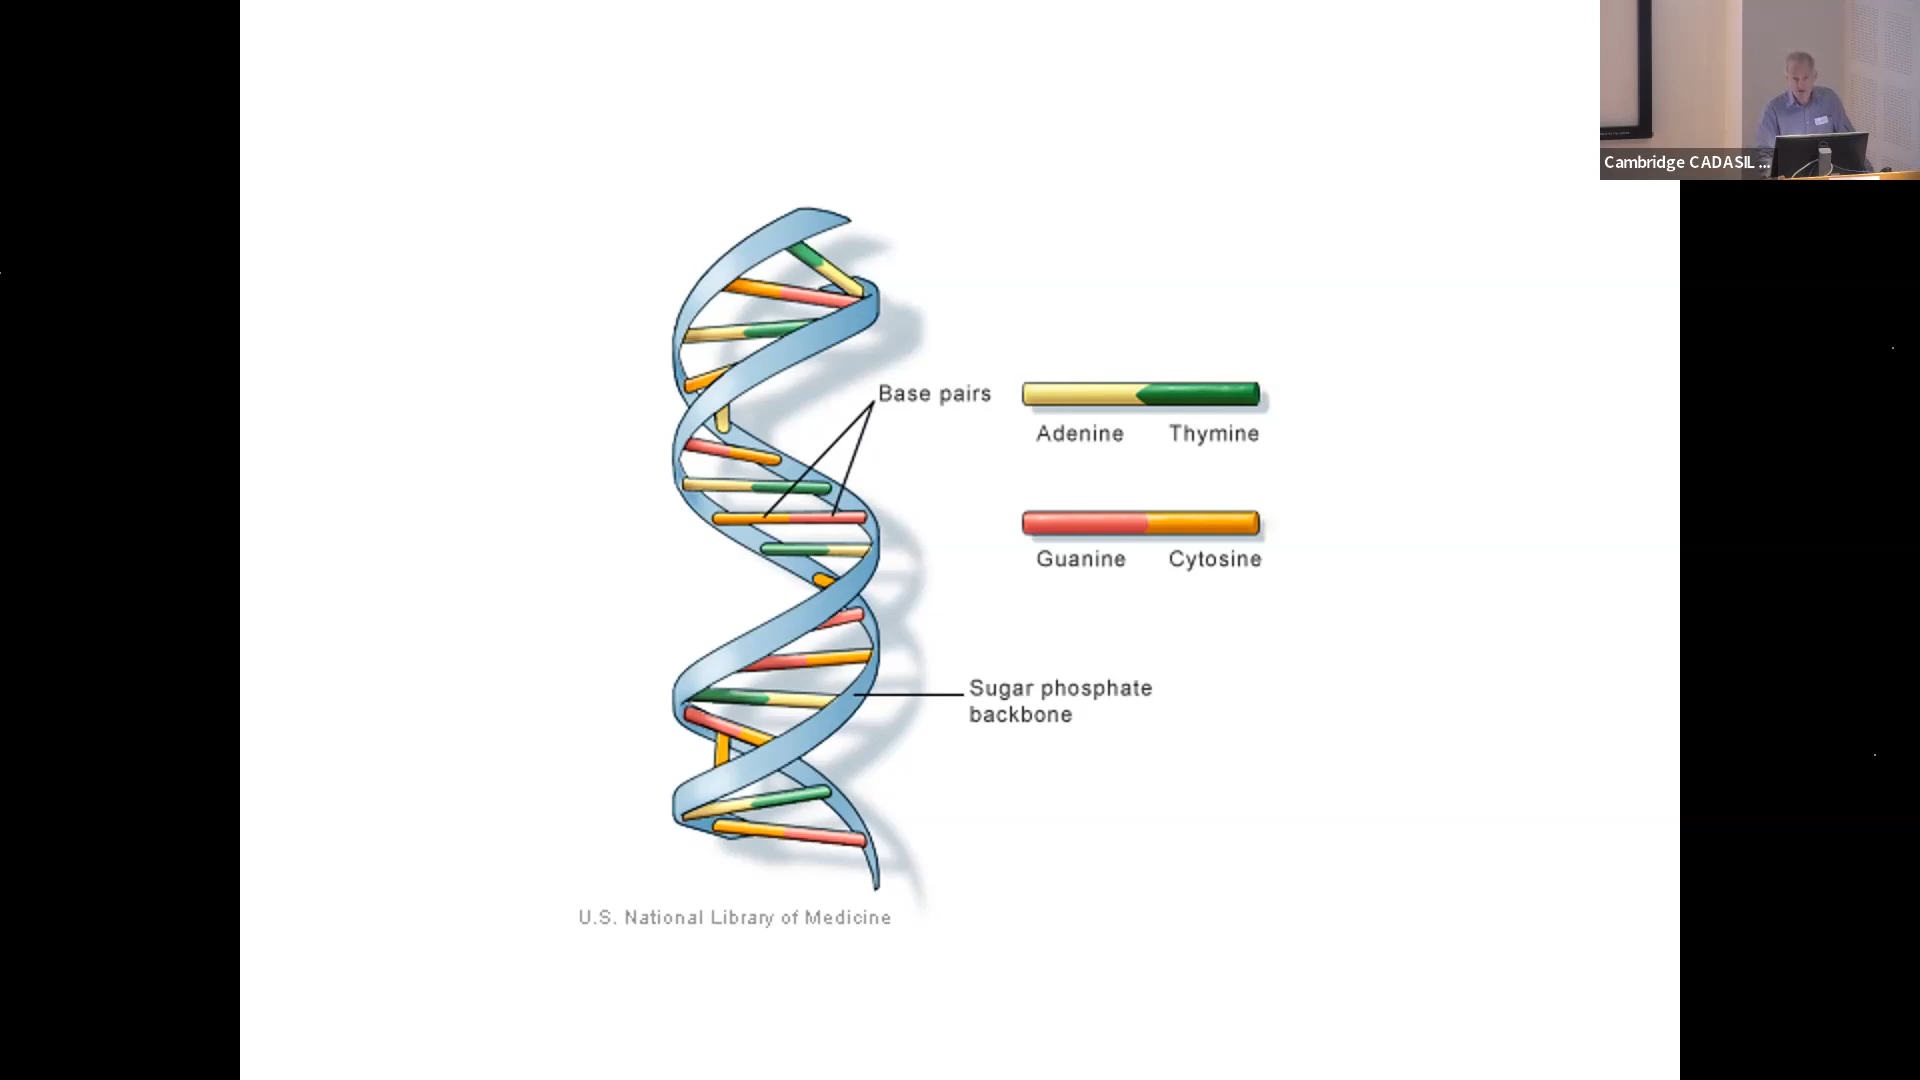 Cambridge CADASIL ...
Base pairs
Adenine Thymine
Guanine Cytosine
Sugar phosphate
backbone
U.S. National Library of Medicine